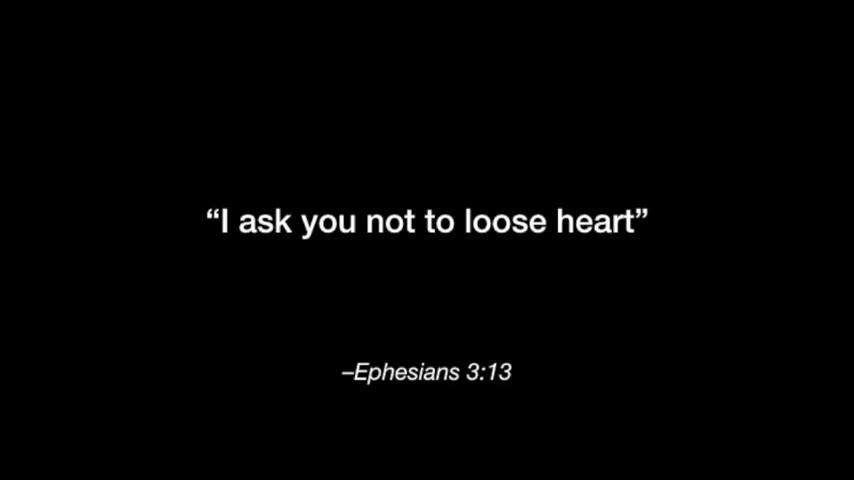 “I ask you not to loose heart”
–Ephesians 3:13